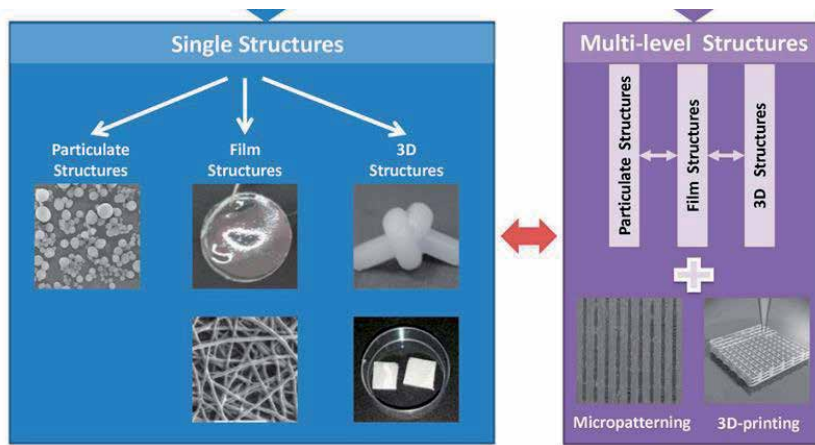 Single Structures
Multi-level Structures
Particulate
Structures
Film
Structures
3D
Structures
Particulate Structures
Film Structures
3D Structures
Micropatterning
3D-printing